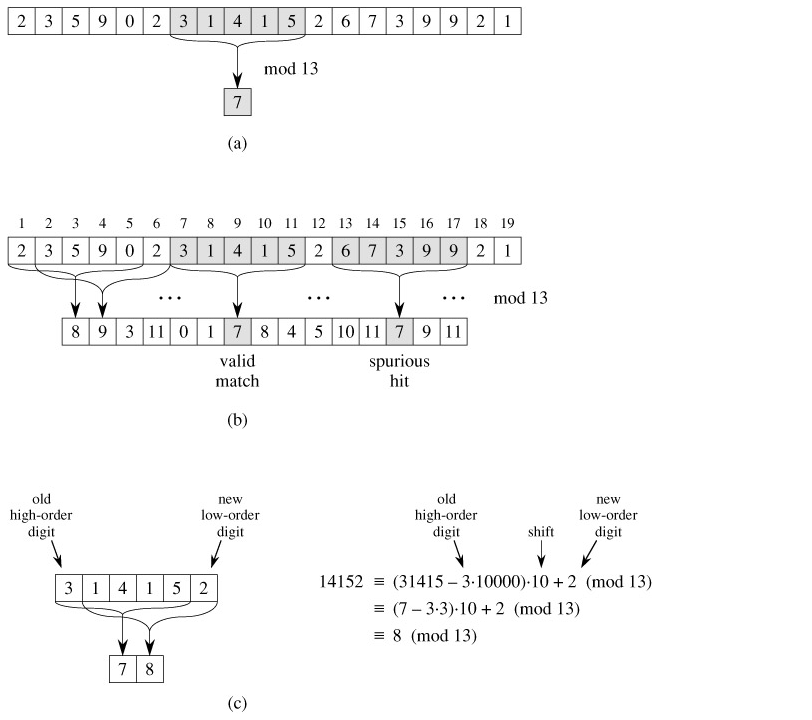 2 3 5 9 0 2 3 1 4 1 5 2 6 7 3 9 9 2 1
mod 13
7
(a)
1 2 3 4 5 6 7 8 9 10 11 12 13 14 15 16 17 18 19
2 3 5 9 0 2 3 1 4 1 5 2 6 7 3 9 9 2 1
... ... ... mod 13
8 9 3 11 0 1 7 8 4 5 10 11 7 9 11
valid match
spurious hit
(b)
old
high-order
digit
new
low-order
digit
3 1 4 1 5 2
7 8
old
high-order
digit
shift
new
low-order
digit
14152 ≡ (31415 – 3·10000)·10 + 2 (mod 13)
≡ (7 – 3·3)·10 + 2 (mod 13)
≡ 8 (mod 13)
(c)